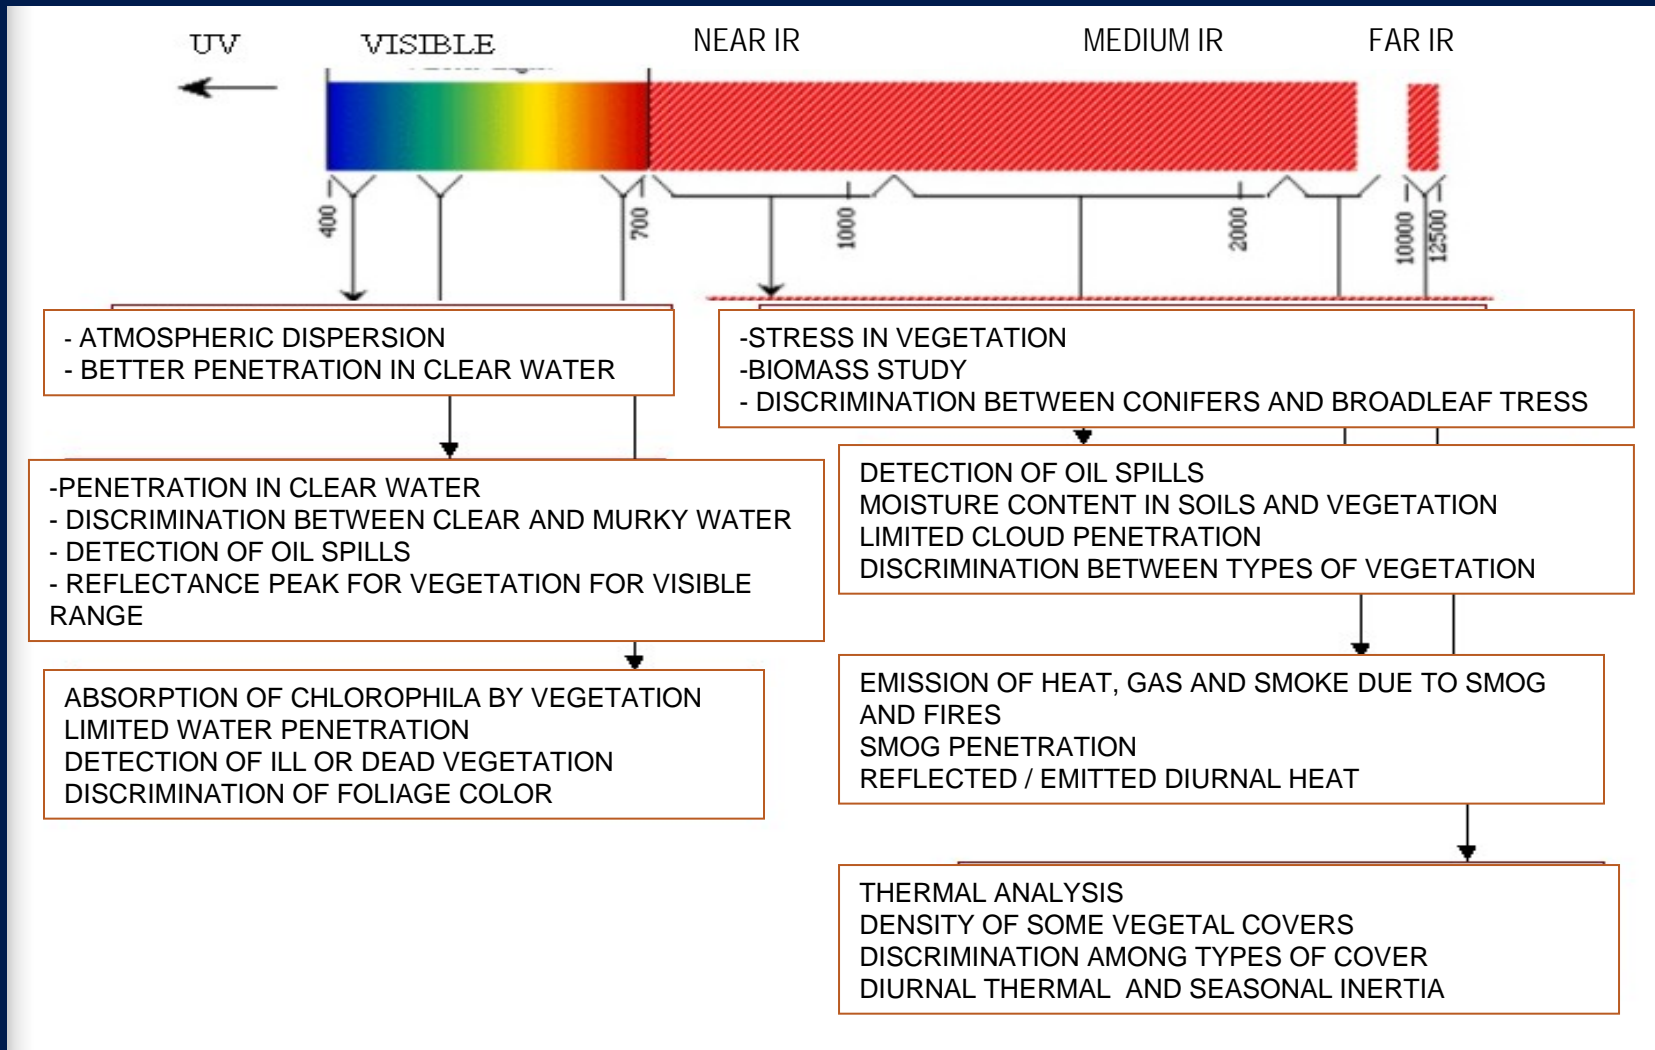 UV
VISIBLE
NEAR IR
MEDIUM IR
FAR IR
400
700
1000
2000
10000
12500
- ATMOSPHERIC DISPERSION
- BETTER PENETRATION IN CLEAR WATER
-STRESS IN VEGETATION
-BIOMASS STUDY
- DISCRIMINATION BETWEEN CONIFERS AND BROADLEAF TRESS
-PENETRATION IN CLEAR WATER
- DISCRIMINATION BETWEEN CLEAR AND MURKY WATER
- DETECTION OF OIL SPILLS
- REFLECTANCE PEAK FOR VEGETATION FOR VISIBLE
RANGE
DETECTION OF OIL SPILLS
MOISTURE CONTENT IN SOILS AND VEGETATION
LIMITED CLOUD PENETRATION
DISCRIMINATION BETWEEN TYPES OF VEGETATION
ABSORPTION OF CHLOROPHILA BY VEGETATION
LIMITED WATER PENETRATION
DETECTION OF ILL OR DEAD VEGETATION
DISCRIMINATION OF FOLIAGE COLOR
EMISSION OF HEAT, GAS AND SMOKE DUE TO SMOG
AND FIRES
SMOG PENETRATION
REFLECTED / EMITTED DIURNAL HEAT
THERMAL ANALYSIS
DENSITY OF SOME VEGETAL COVERS
DISCRIMINATION AMONG TYPES OF COVER
DIURNAL THERMAL  AND SEASONAL INERTIA